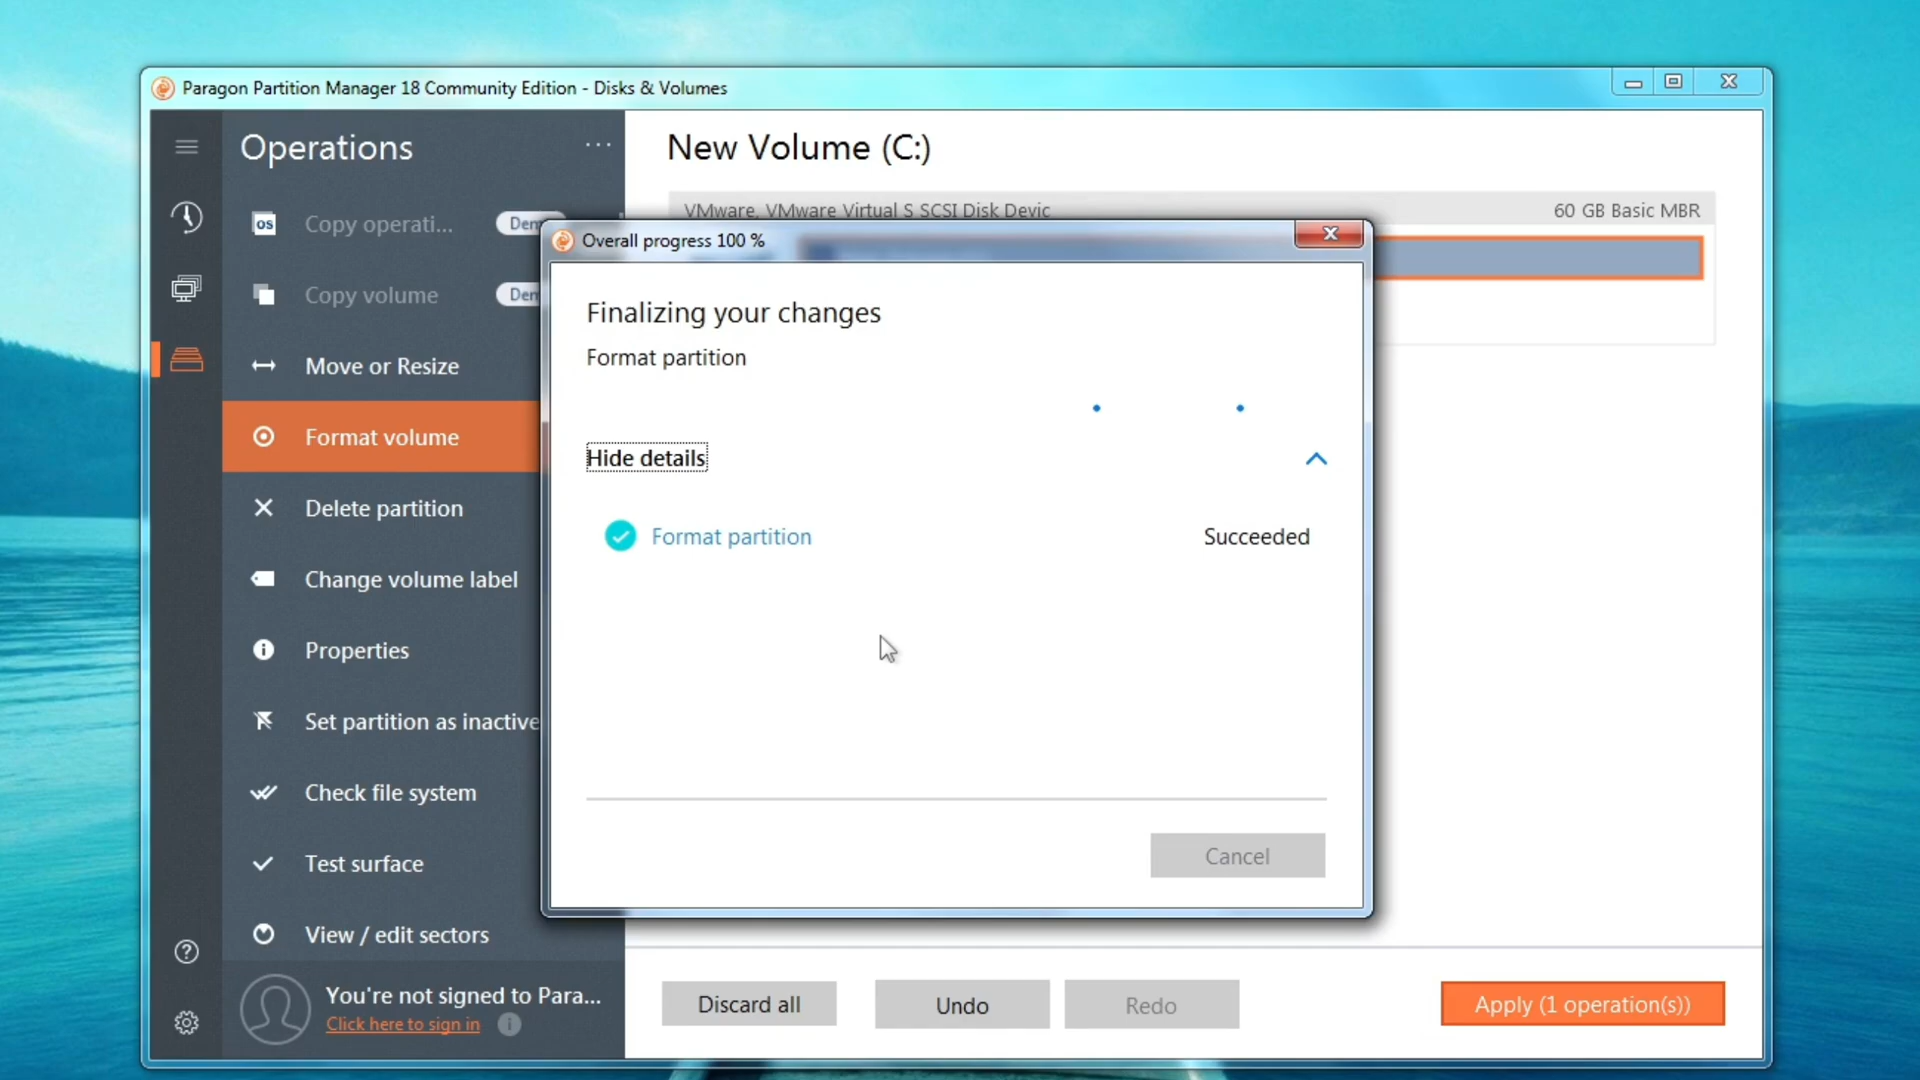 Paragon Partition Manager 18 Community Edition - Disks & Volumes
Operations
...
New Volume (C:)
VMware, VMware Virtual S SCSI Disk Devic
60 GB Basic MBR
os
Copy operati...
Dem
Copy volume
Dem
Move or Resize
Format volume
Delete partition
Change volume label
Properties
Set partition as inactive
Check file system
Test surface
View / edit sectors
You're not signed to Para...
Click here to sign in
Overall progress 100 %
Finalizing your changes
Format partition
Hide details
Format partition
Succeeded
Cancel
Discard all
Undo
Redo
Apply (1 operation(s))